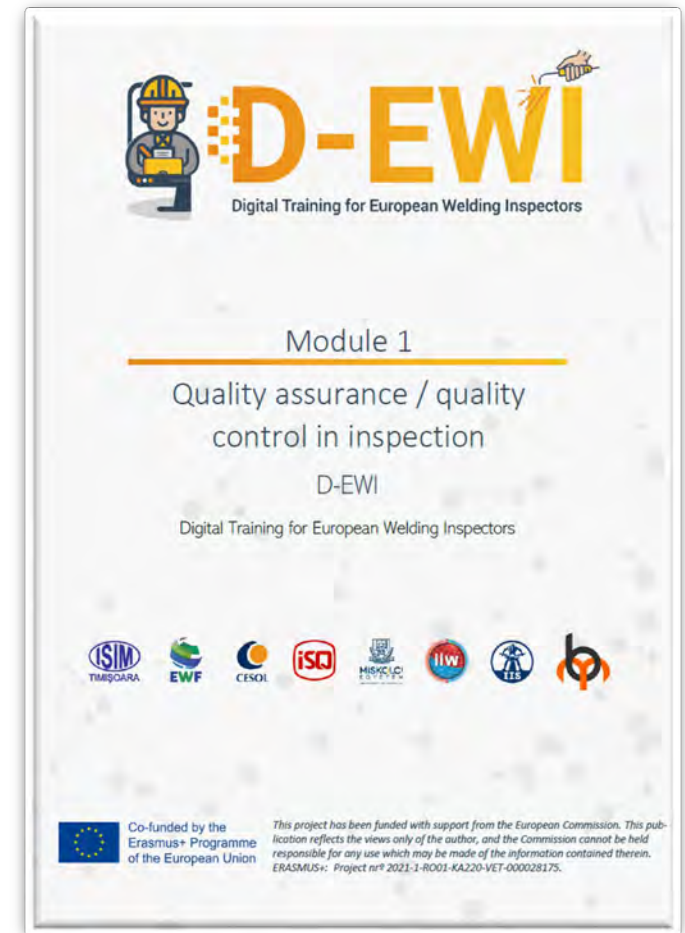 D-EWI
Digital Training for European Welding Inspectors
Module 1
Quality assurance / quality
control in inspection
D-EWI
Digital Training for European Welding Inspectors
ISIM
TIMIȘOARA
EWF
CESOL
iSQ
MISKOLCI
EGYETEM
IIW
IIS
Co-funded by the
Erasmus+ Programme
of the European Union
This project has been funded with support from the European Commission. This pub-
lication reflects the views only of the author, and the Commission cannot be held
responsible for any use which may be made of the information contained therein.
ERASMUS+: Project nrº 2021-1-RO01-KA220-VET-000028175.